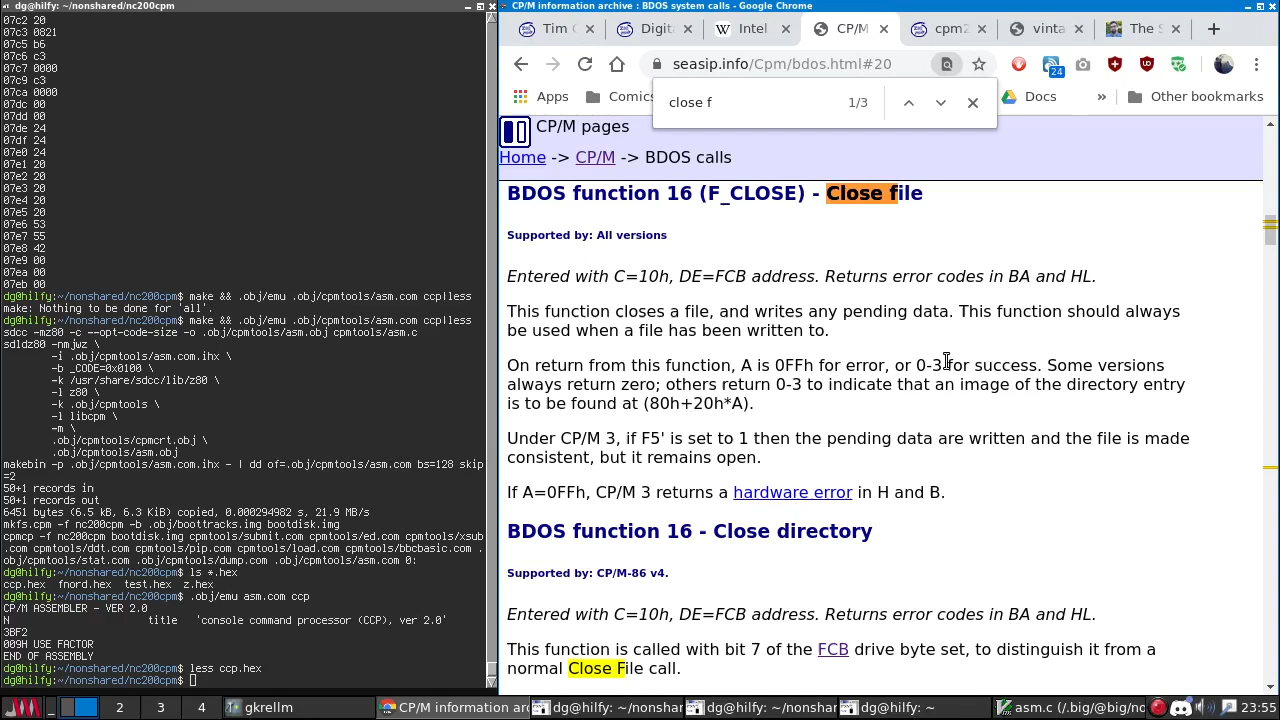 dg@hilfy: ~/nonshared/nc200cpm
07c2 20
07c3 0821
07c5 b6
07c6 c3
07c7 0000
07c9 c3
07ca 0000
07dc 00
07dd 00
07de 24
07df 24
07e0 24
07e1 20
07e2 20
07e3 20
07e4 20
07e5 20
07e6 53
07e7 55
07e8 42
07e9 00
07ea 00
07eb 00
dg@hilfy:~/nonshared/nc200cpm$ make && .obj/emu .obj/cpmtools/asm.com ccp|less
make: Nothing to be done for 'all'.
dg@hilfy:~/nonshared/nc200cpm$ make && .obj/emu .obj/cpmtools/asm.com ccp|less
sdcc -mz80 -c --opt-code-size -o .obj/cpmtools/asm.obj cpmtools/asm.c
sdldz80 -nmjwz \
-i .obj/cpmtools/asm.com.ihx \
-b _CODE=0x0100 \
-k /usr/share/sdcc/lib/z80 \
-l z80 \
-k .obj/cpmtools \
-l libcpm \
-m \
.obj/cpmtools/cpmcrt.obj \
.obj/cpmtools/asm.obj
makebin -p .obj/cpmtools/asm.com.ihx - | dd of=.obj/cpmtools/asm.com bs=128 skip
=2
50+1 records in
50+1 records out
6451 bytes (6.5 kB, 6.3 KiB) copied, 0.000294982 s, 21.9 MB/s
mkfs.cpm -f nc200cpm -b .obj/boottracks.img bootdisk.img
cpmcp -f nc200cpm bootdisk.img cpmtools/submit.com cpmtools/ed.com cpmtools/xsub
.com cpmtools/ddt.com cpmtools/pip.com cpmtools/load.com cpmtools/bbcbasic.com .
obj/cpmtools/stat.com .obj/cpmtools/dump.com .obj/cpmtools/asm.com 0:
dg@hilfy:~/nonshared/nc200cpm$ ls *.hex
ccp.hex fnord.hex test.hex z.hex
dg@hilfy:~/nonshared/nc200cpm$ .obj/emu asm.com ccp
CP/M ASSEMBLER - VER 2.0
N title 'console command processor (CCP), ver 2.0'
3BF2
009H USE FACTOR
END OF ASSEMBLY
dg@hilfy:~/nonshared/nc200cpm$ less ccp.hex
dg@hilfy:~/nonshared/nc200cpm$
CP/M information archive : BDOS system calls - Google Chrome
Tim C
Digit
Intel
CP/M
cpm2
vinta
The S
seasip.info/Cpm/bdos.html#20
24
Apps
Comics
Docs
»
Other bookmarks
close f
1/3
CP/M pages
Home -> CP/M -> BDOS calls
BDOS function 16 (F_CLOSE) - Close file
Supported by: All versions
Entered with C=10h, DE=FCB address. Returns error codes in BA and HL.
This function closes a file, and writes any pending data. This function should always
be used when a file has been written to.
On return from this function, A is 0FFh for error, or 0-3 for success. Some versions
always return zero; others return 0-3 to indicate that an image of the directory entry
is to be found at (80h+20h*A).
Under CP/M 3, if F5' is set to 1 then the pending data are written and the file is made
consistent, but it remains open.
If A=0FFh, CP/M 3 returns a hardware error in H and B.
BDOS function 16 - Close directory
Supported by: CP/M-86 v4.
Entered with C=10h, DE=FCB address. Returns error codes in BA and HL.
This function is called with bit 7 of the FCB drive byte set, to distinguish it from a
normal Close File call.
2
3
4
gkrellm
CP/M information arc
dg@hilfy: ~/nonshar
dg@hilfy: ~/nonshar
dg@hilfy: ~
asm.c (/.big/@big/no
23:55